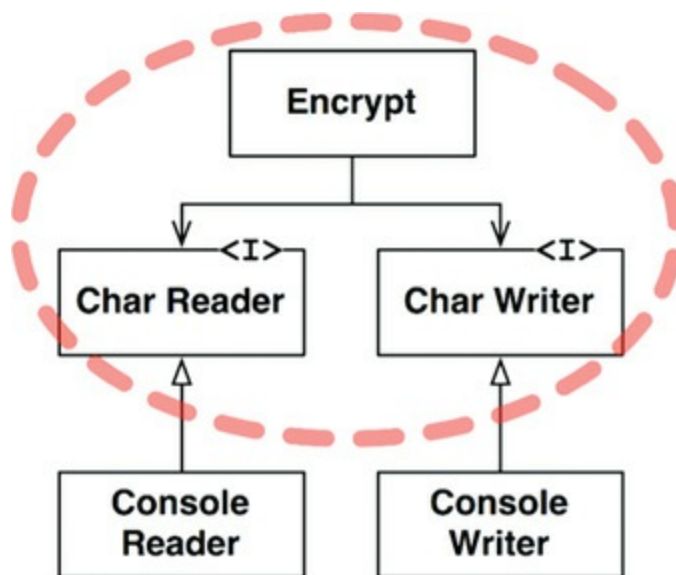 Encrypt
<I>
<I>
Char Reader
Char Writer
Console
Reader
Console
Writer